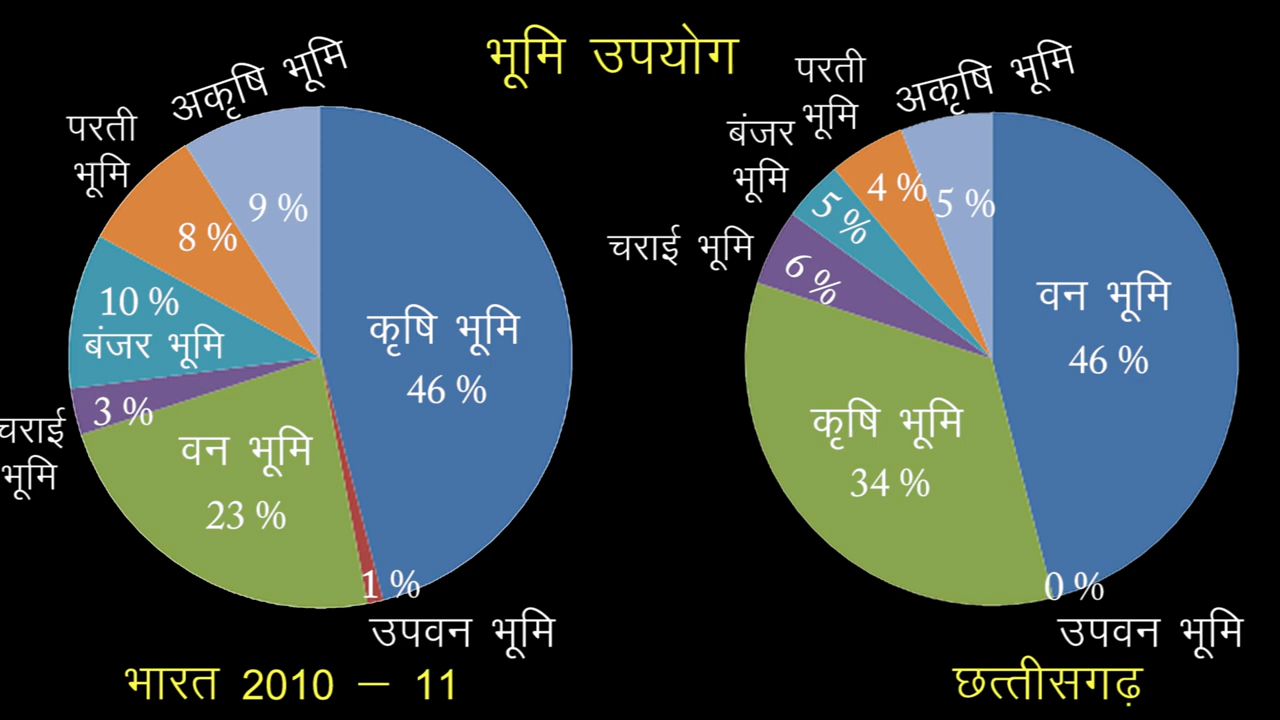 भूमि उपयोग
अकृषि भूमि
परती
भूमि
9 %
8 %
10 %
बंजर भूमि
3 %
चराई
भूमि
वन भूमि
23 %
कृषि भूमि
46 %
1 %
उपवन भूमि
भारत 2010 – 11
परती
भूमि
अकृषि भूमि
बंजर
भूमि
चराई भूमि
4 %
5 %
5 %
6 %
वन भूमि
46 %
कृषि भूमि
34 %
0 %
उपवन भूमि
छत्तीसगढ़